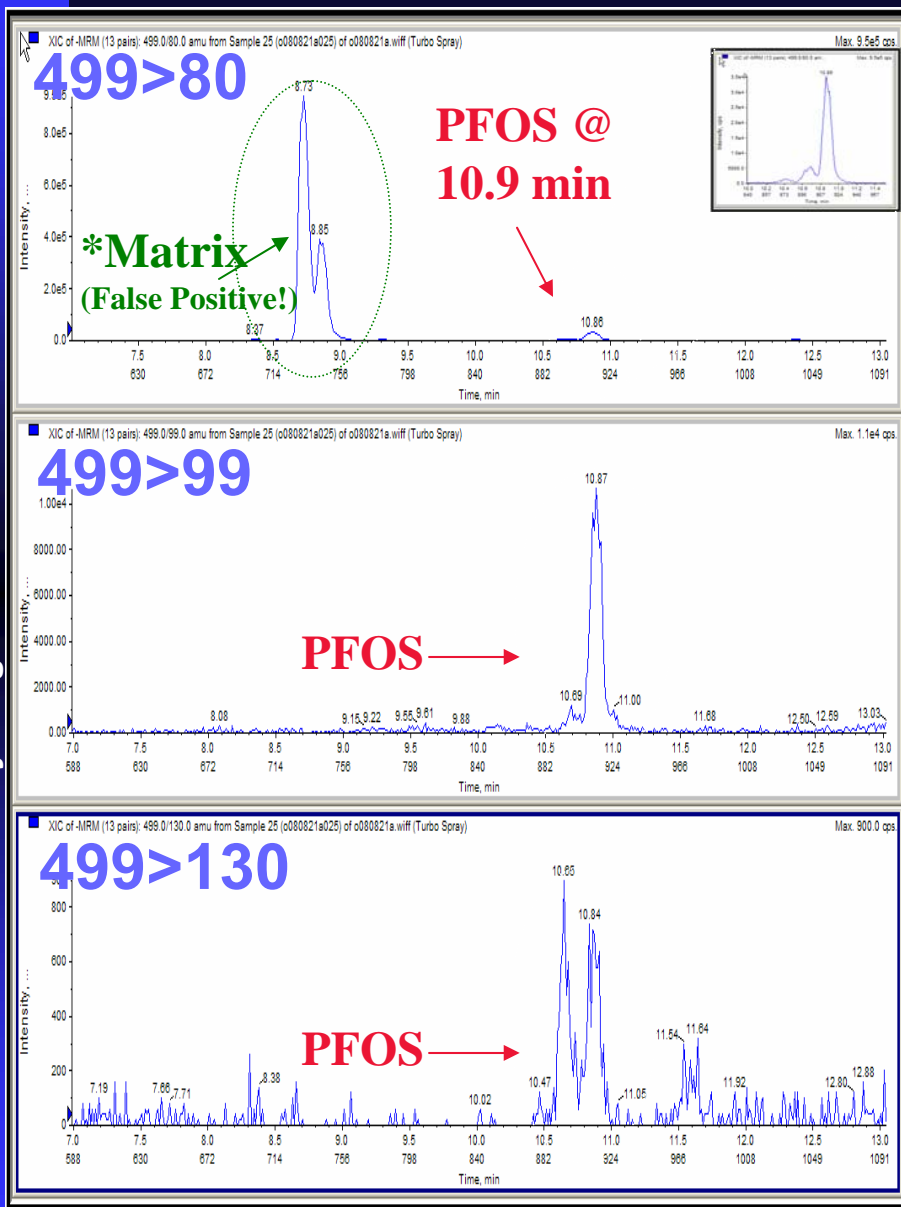 XIC of -MRM (13 pairs): 499.0/80.0 amu from Sample 25 (o080821a025) of o080821a.wiff (Turbo Spray)
Max. 9.5e5 cps.
499>80
PFOS @
10.9 min
*Matrix
(False Positive!)
8.73
8.85
8.37
10.86
8.0e5
6.0e5
4.0e5
2.0e5
0.0
Intensity, ...
7.5 8.0 8.5 9.0 9.5 10.0 10.5 11.0 11.5 12.0 12.5 13.0
630 672 714 756 798 840 882 924 966 1008 1049 1091
Time, min
XIC of -MRM (13 pairs): 499.0/99.0 amu from Sample 25 (o080821a025) of o080821a.wiff (Turbo Spray)
Max. 1.1e4 cps.
499>99
PFOS
10.87
10.69
11.00
8.08
9.15 9.22
9.55 9.61
9.88
11.68
12.50 12.59
13.03
1.00e4
8000.00
6000.00
4000.00
2000.00
0.00
Intensity, ...
7.0 7.5 8.0 8.5 9.0 9.5 10.0 10.5 11.0 11.5 12.0 12.5 13.0
588 630 672 714 756 798 840 882 924 966 1008 1049 1091
Time, min
XIC of -MRM (13 pairs): 499.0/130.0 amu from Sample 25 (o080821a025) of o080821a.wiff (Turbo Spray)
Max. 900.0 cps.
499>130
PFOS
10.65
10.84
7.19
7.66
7.71
8.38
10.02
10.47
11.05
11.54
11.64
11.92
12.80
12.88
800
600
400
200
0
Intensity, ...
7.0 7.5 8.0 8.5 9.0 9.5 10.0 10.5 11.0 11.5 12.0 12.5 13.0
588 630 672 714 756 798 840 882 924 966 1008 1049 1091
Time, min